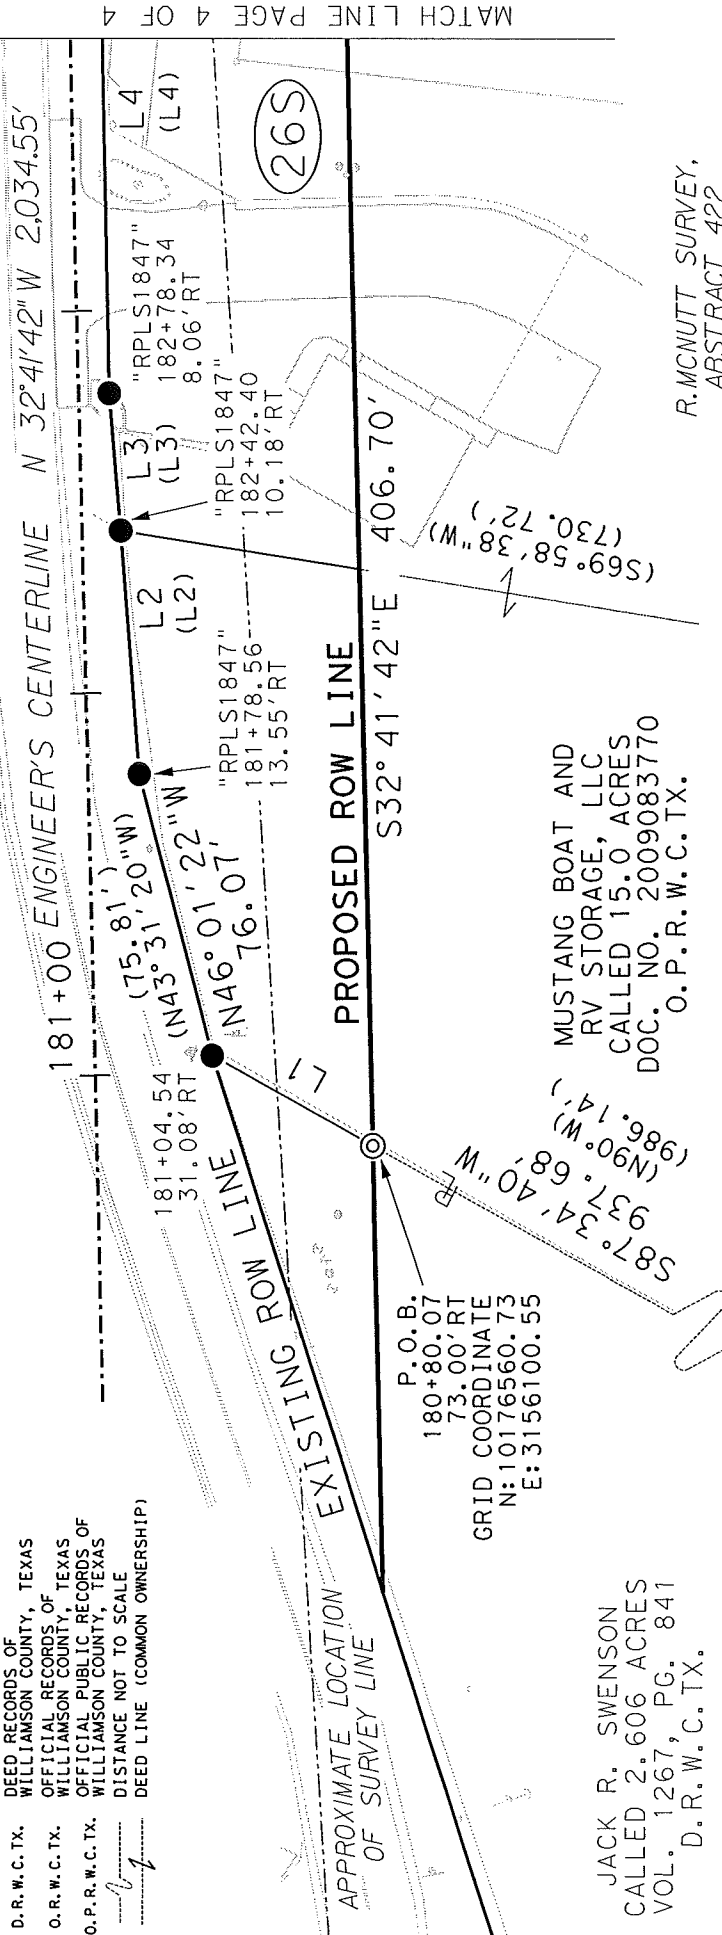 D.R.W.C.TX. DEED RECORDS OF
WILLIAMSON COUNTY, TEXAS
O.R.W.C.TX. OFFICIAL RECORDS OF
WILLIAMSON COUNTY, TEXAS
O.P.R.W.C.TX. OFFICIAL PUBLIC RECORDS OF
WILLIAMSON COUNTY, TEXAS
DISTANCE NOT TO SCALE
DEED LINE (COMMON OWNERSHIP)
181+00 ENGINEER'S CENTERLINE N 32°41'42" W 2,034.55'
MATCH LINE PAGE 4 OF 4
L4
(L4)
26S
"RPLS1847"
182+78.34
8.06'RT
L3
(L3)
"RPLS1847"
182+42.40
10.18'RT
L2
(L2)
"RPLS1847"
181+78.56
13.55'RT
(75.81')
(N43°31'20"W)
N46°01'22"W
76.07'
181+04.54
31.08'RT
L1
EXISTING ROW LINE
PROPOSED ROW LINE
S32°41'42"E 406.70'
(S69°58'38"W)
(730.72')
R.MCNUTT SURVEY,
ABSTRACT 422
APPROXIMATE LOCATION
OF SURVEY LINE
P.O.B.
180+80.07
73.00'RT
GRID COORDINATE
N:10176560.73
E:3156100.55
PL
S87°34'40"W
937.68'
(N90°W)
(986.14')
MUSTANG BOAT AND
RV STORAGE, LLC
CALLED 15.0 ACRES
DOC. NO. 2009083770
O.P.R.W.C.TX.
JACK R. SWENSON
CALLED 2.606 ACRES
VOL. 1267, PG. 841
D.R.W.C.TX.